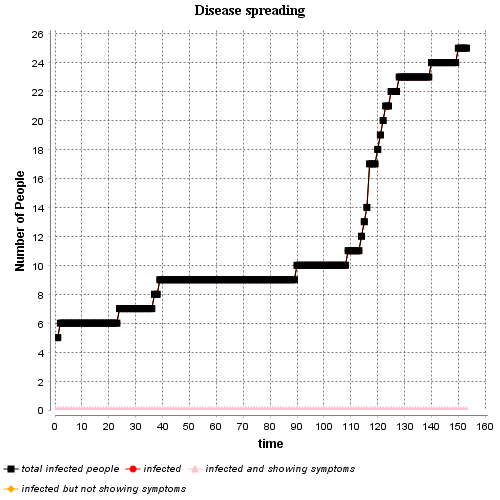 Disease spreading
26
24
22
20
18
16
14
12
10
8
6
4
2
0
Number of People
0 10 20 30 40 50 60 70 80 90 100 110 120 130 140 150 160
time
total infected people infected infected and showing symptoms
infected but not showing symptoms